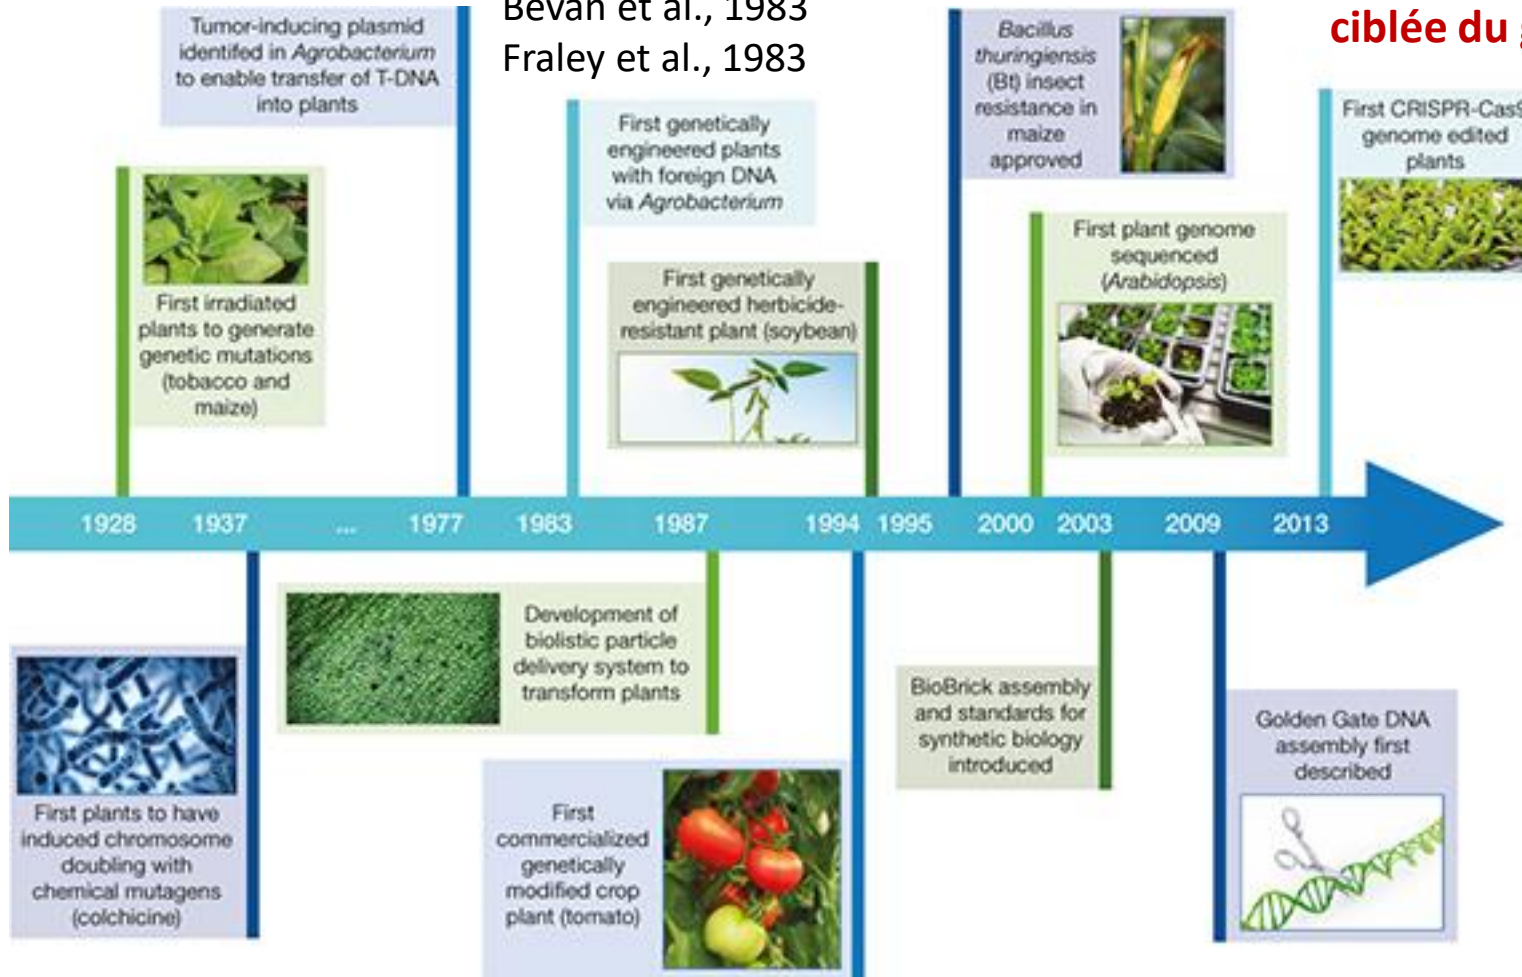 Bevan et al., 1983
Fraley et al., 1983
ciblée du
Tumor-inducing plasmid
identifed in Agrobacterium
to enable transfer of T-DNA
into plants
First irradiated
plants to generate
genetic mutations
(tobacco and
maize)
First genetically
engineered plants
with foreign DNA
via Agrobacterium
First genetically
engineered herbicide-
resistant plant (soybean)
Bacillus
thuringiensis
(Bt) insect
resistance in
maize
approved
First plant genome
sequenced
(Arabidopsis)
First CRISPR-Cas9
genome edited
plants
1928 1937 ... 1977 1983 1987 1994 1995 2000 2003 2009 2013
First plants to have
induced chromosome
doubling with
chemical mutagens
(colchicine)
Development of
biolistic particle
delivery system to
transform plants
First
commercialized
genetically
modified crop
plant (tomato)
BioBrick assembly
and standards for
synthetic biology
introduced
Golden Gate DNA
assembly first
described